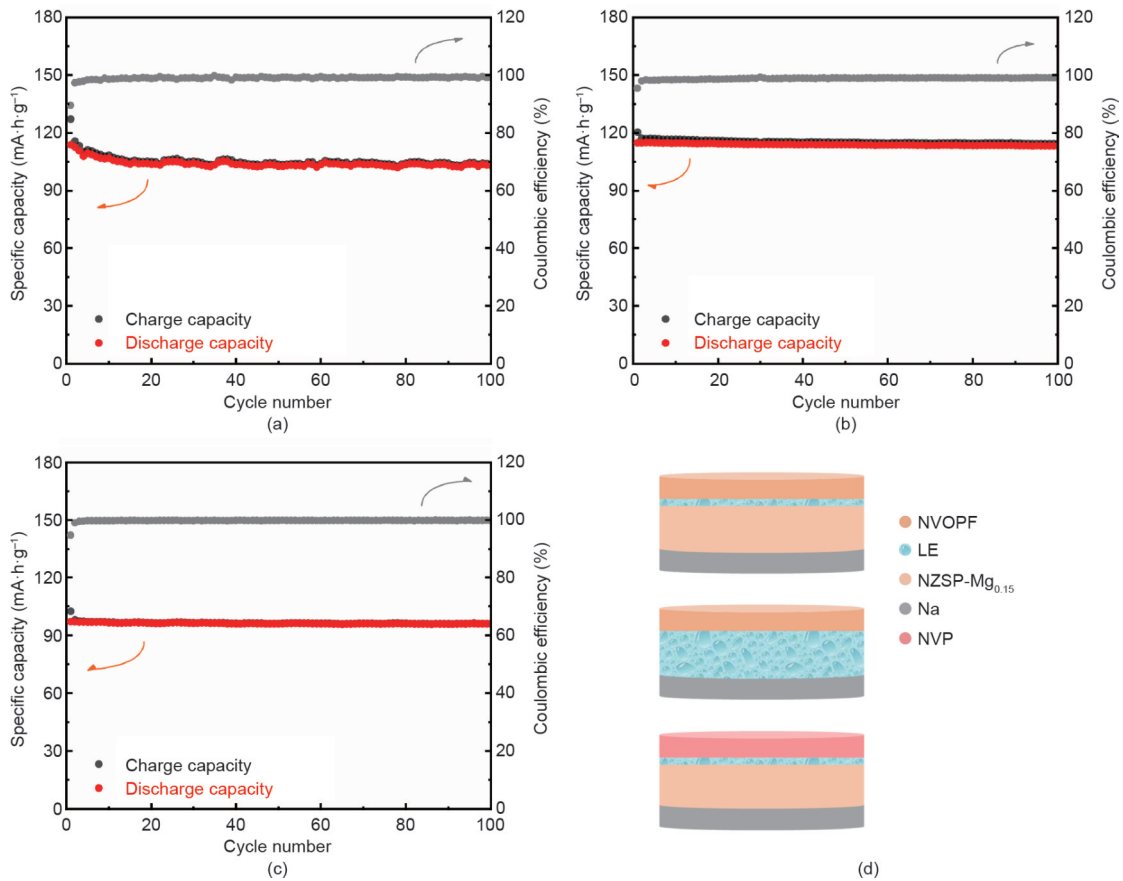 180
150
120
90
60
30
0
Specific capacity (mA·h·g⁻¹)
120
100
80
60
40
20
0
Coulombic efficiency (%)
Charge capacity
Discharge capacity
0 20 40 60 80 100
Cycle number
(a)
180
150
120
90
60
30
0
Specific capacity (mA·h·g⁻¹)
120
100
80
60
40
20
0
Coulombic efficiency (%)
Charge capacity
Discharge capacity
0 20 40 60 80 100
Cycle number
(b)
180
150
120
90
60
30
0
Specific capacity (mA·h·g⁻¹)
120
100
80
60
40
20
0
Coulombic efficiency (%)
Charge capacity
Discharge capacity
0 20 40 60 80 100
Cycle number
(c)
NVOPF
LE
NZSP-Mg₀.₁₅
Na
NVP
(d)